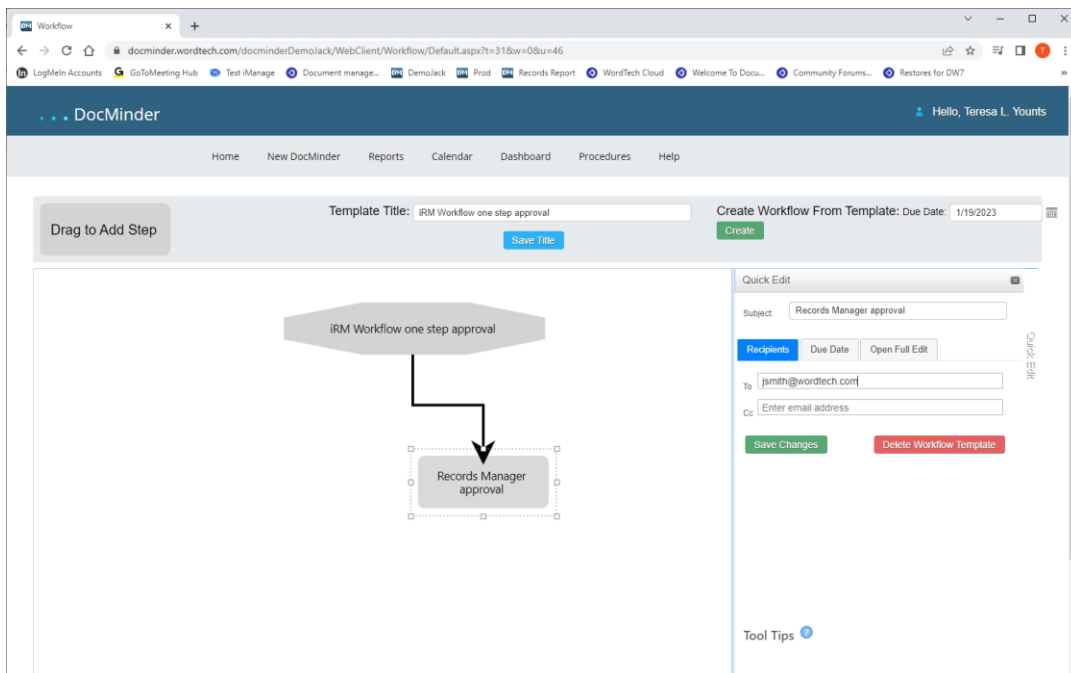 DM Workflow
docminder.wordtech.com/docminderDemoJack/WebClient/Workflow/Default.aspx?t=31&w=0&u=46
T
in LogMeIn Accounts G GoToMeeting Hub Test iManage Document manage... DM DemoJack DM Prod DM Records Report WordTech Cloud Welcome To Docu... Community Forums... Restores for DW7 »
... DocMinder
Hello, Teresa L. Younts
Home New DocMinder Reports Calendar Dashboard Procedures Help
Drag to Add Step
Template Title: iRM Workflow one step approval
Save Title
Create Workflow From Template: Due Date: 1/19/2023
Create
iRM Workflow one step approval
Records Manager
approval
Quick Edit
Subject: Records Manager approval
Recipients Due Date Open Full Edit
To jsmith@wordtech.com
Cc Enter email address
Save Changes Delete Workflow Template
Quick Edit
Tool Tips ?